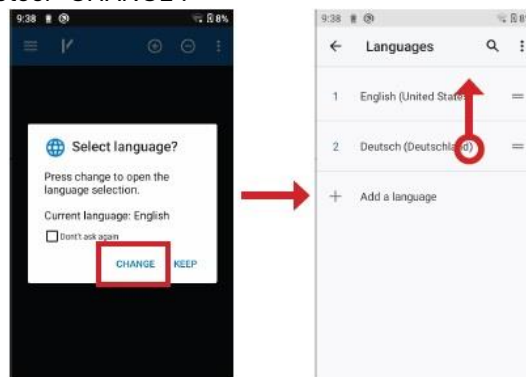 9:38 8%
Select language?
Press change to open the
language selection.
Current language: English
Don't ask again
CHANGE KEEP
9:38
Languages
1 English (United States)
2 Deutsch (Deutschland)
+ Add a language